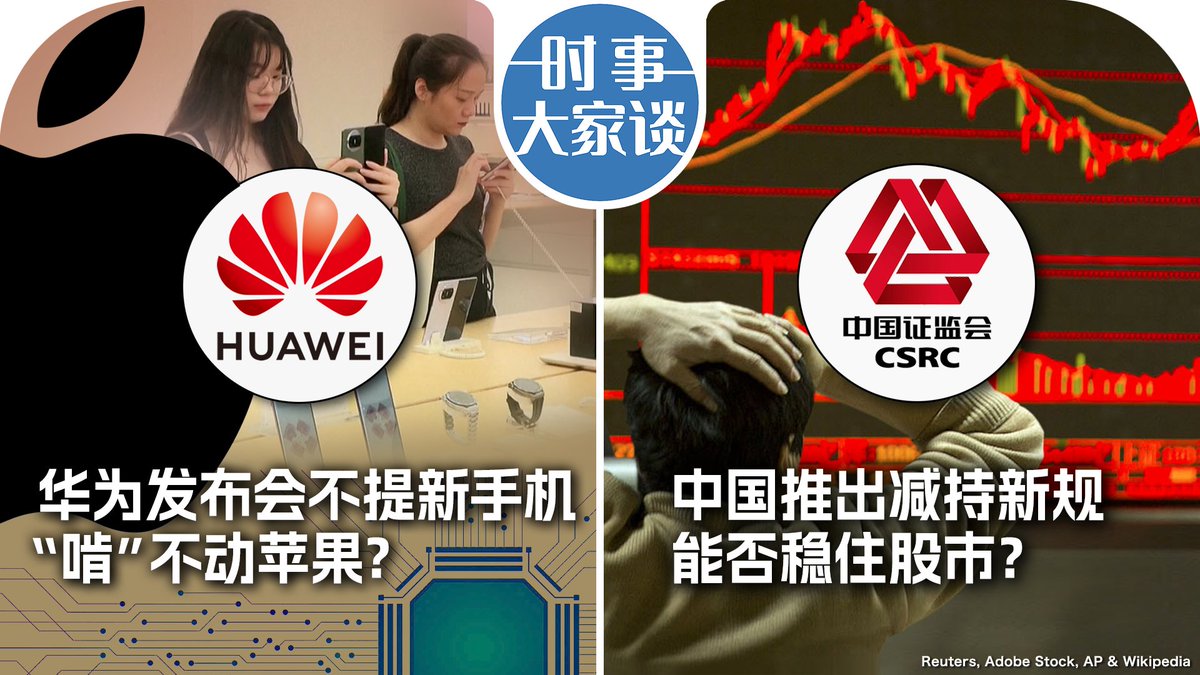 时事
大家谈
HUAWEI
中国证监会
CSRC
华为发布会不提新手机
“啃”不动苹果?
中国推出减持新规
能否稳住股市?
Reuters, Adobe Stock, AP & Wikipedia